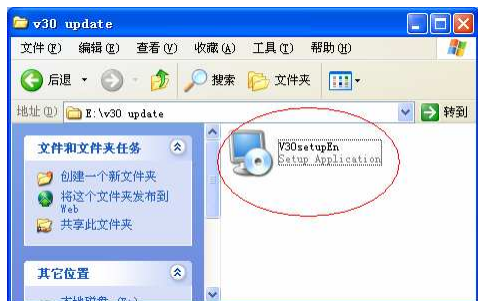 v30 update
文件(F) 编辑(E) 查看(V) 收藏(A) 工具(T) 帮助(H)
后退 搜索 文件夹
地址(D) E:\v30 update 转到
文件和文件夹任务
创建一个新文件夹
将这个文件夹发布到
Web
共享此文件夹
其它位置
V30setupEn
Setup Application